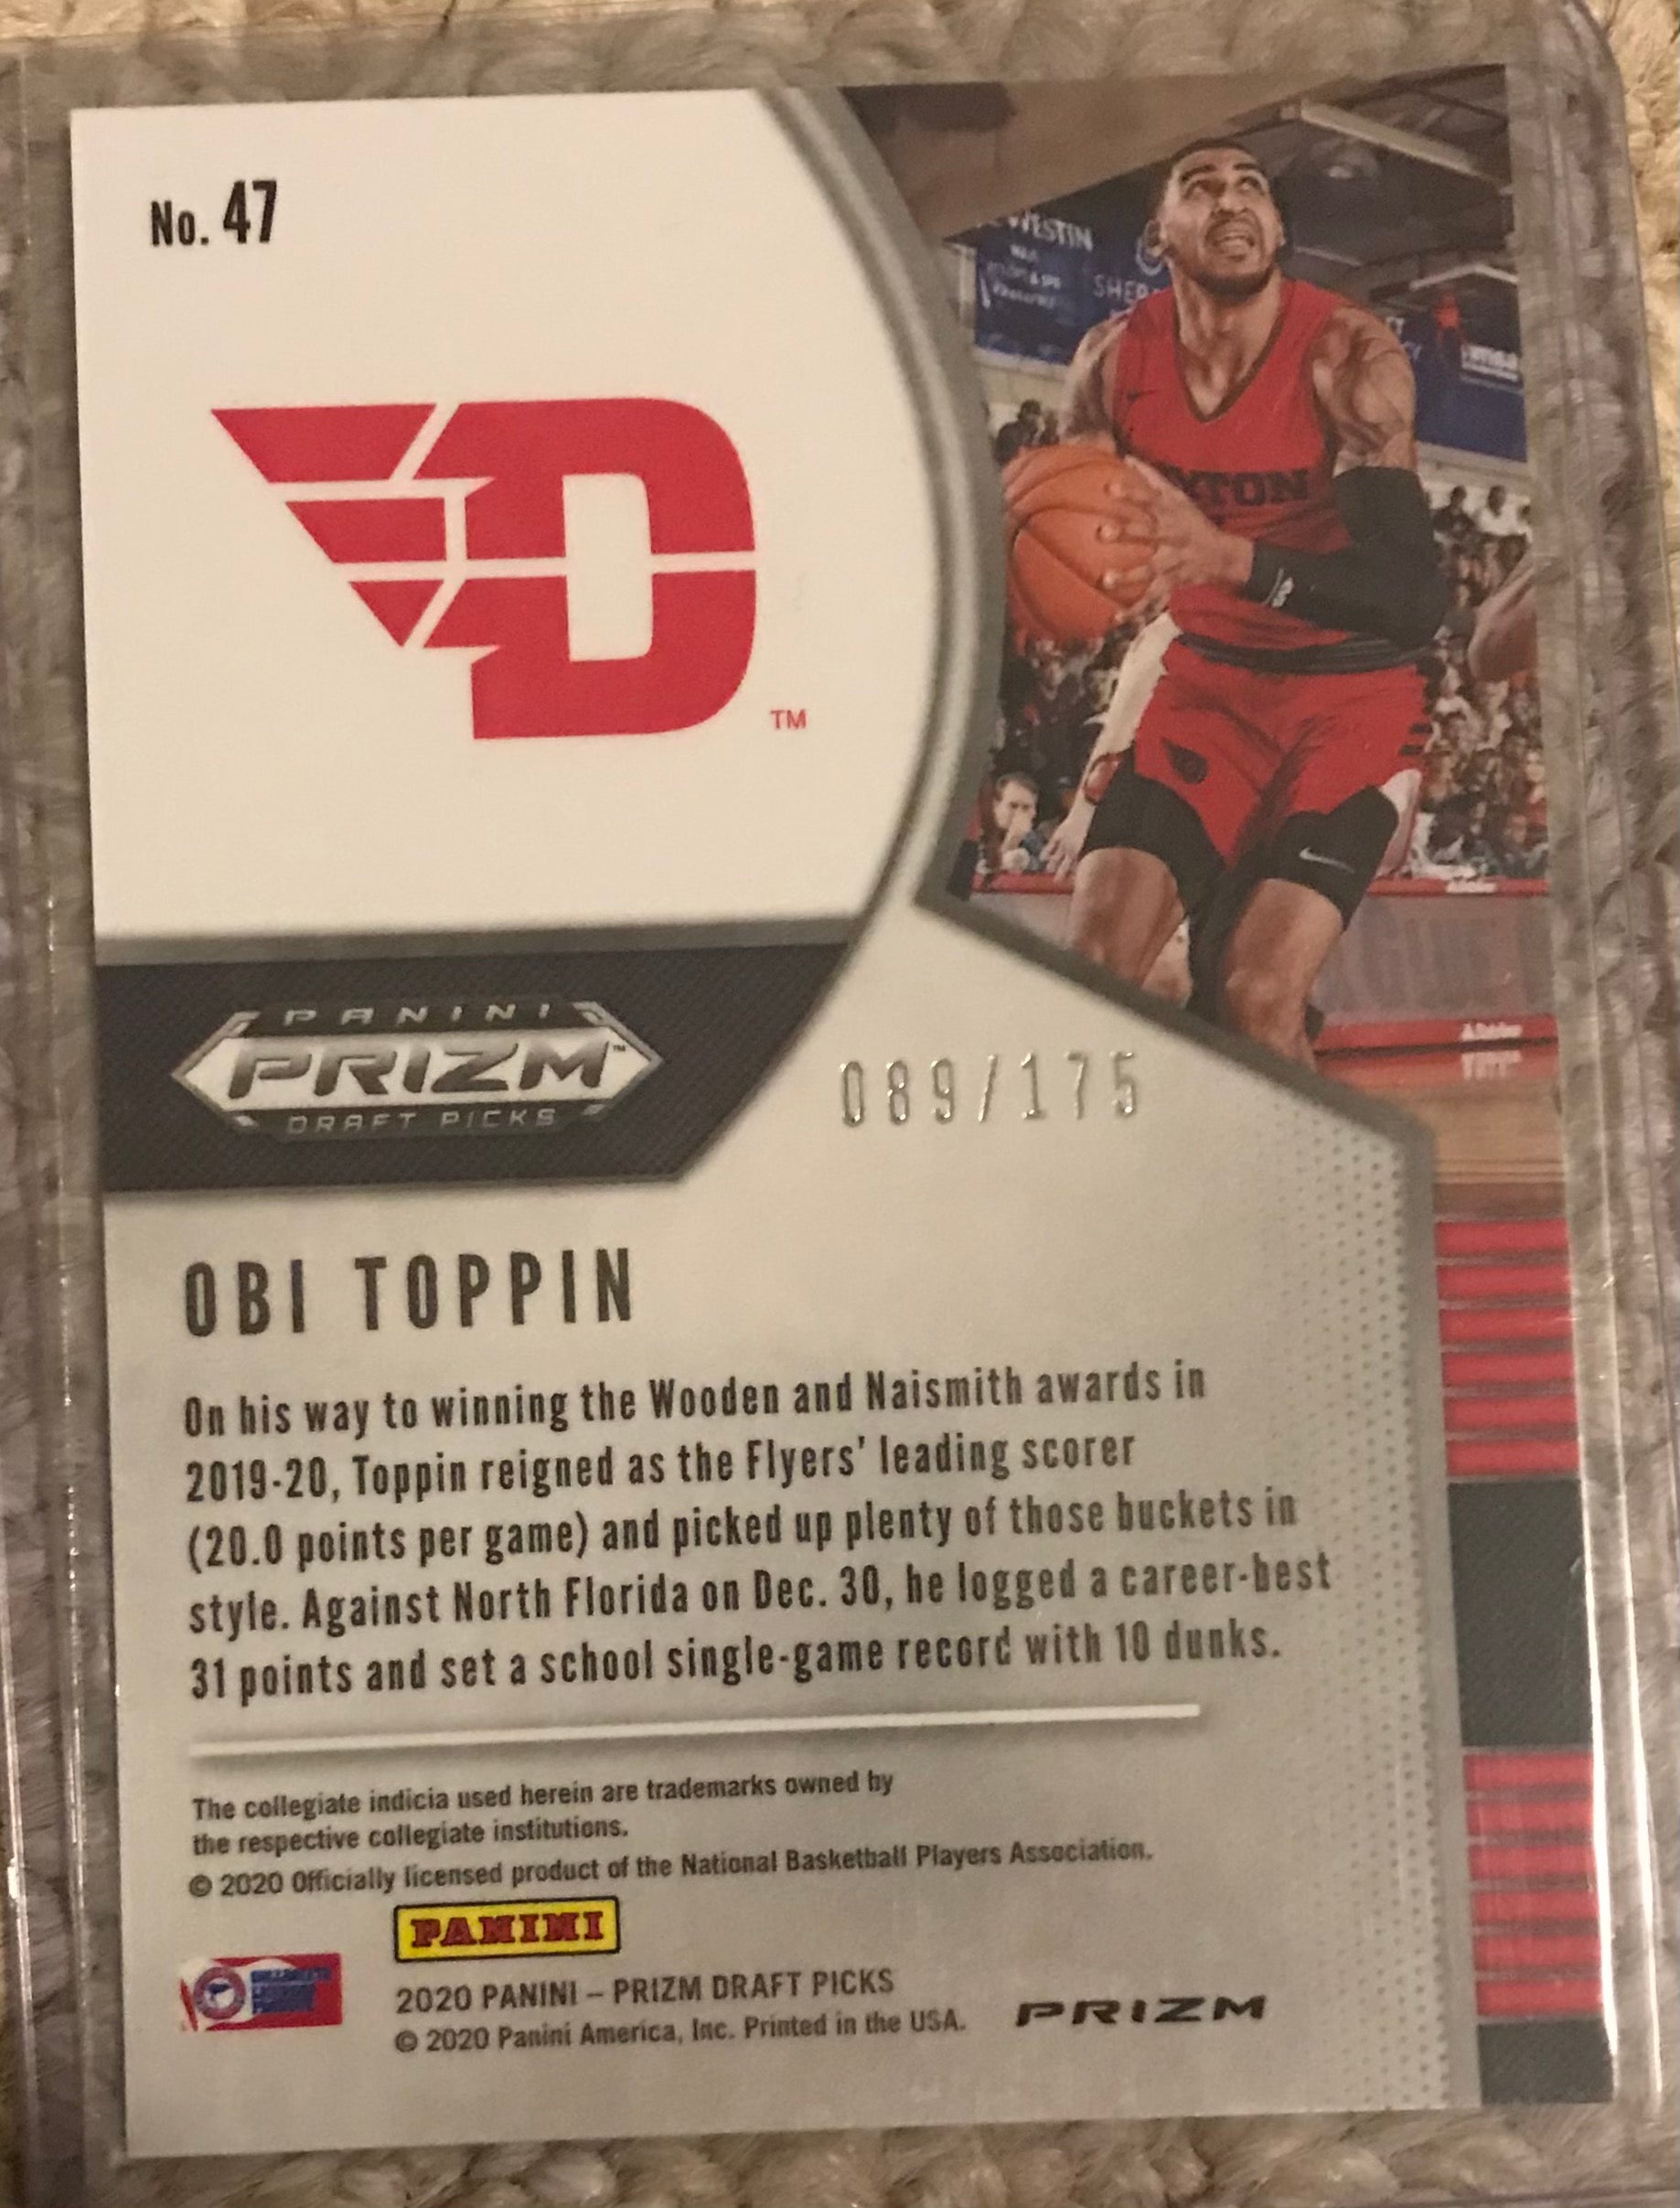 No. 47
WESTIN
TM
PANINI
PRIZM™
DRAFT PICKS
089/175
OBI TOPPIN
On his way to winning the Wooden and Naismith awards in
2019-20, Toppin reigned as the Flyers' leading scorer
(20.0 points per game) and picked up plenty of those buckets in
style. Against North Florida on Dec. 30, he logged a career-best
31 points and set a school single-game record with 10 dunks.
The collegiate indicia used herein are trademarks owned by
the respective collegiate institutions.
© 2020 Officially licensed product of the National Basketball Players Association.
PANINI
2020 PANINI – PRIZM DRAFT PICKS
© 2020 Panini America, Inc. Printed in the USA.
PRIZM